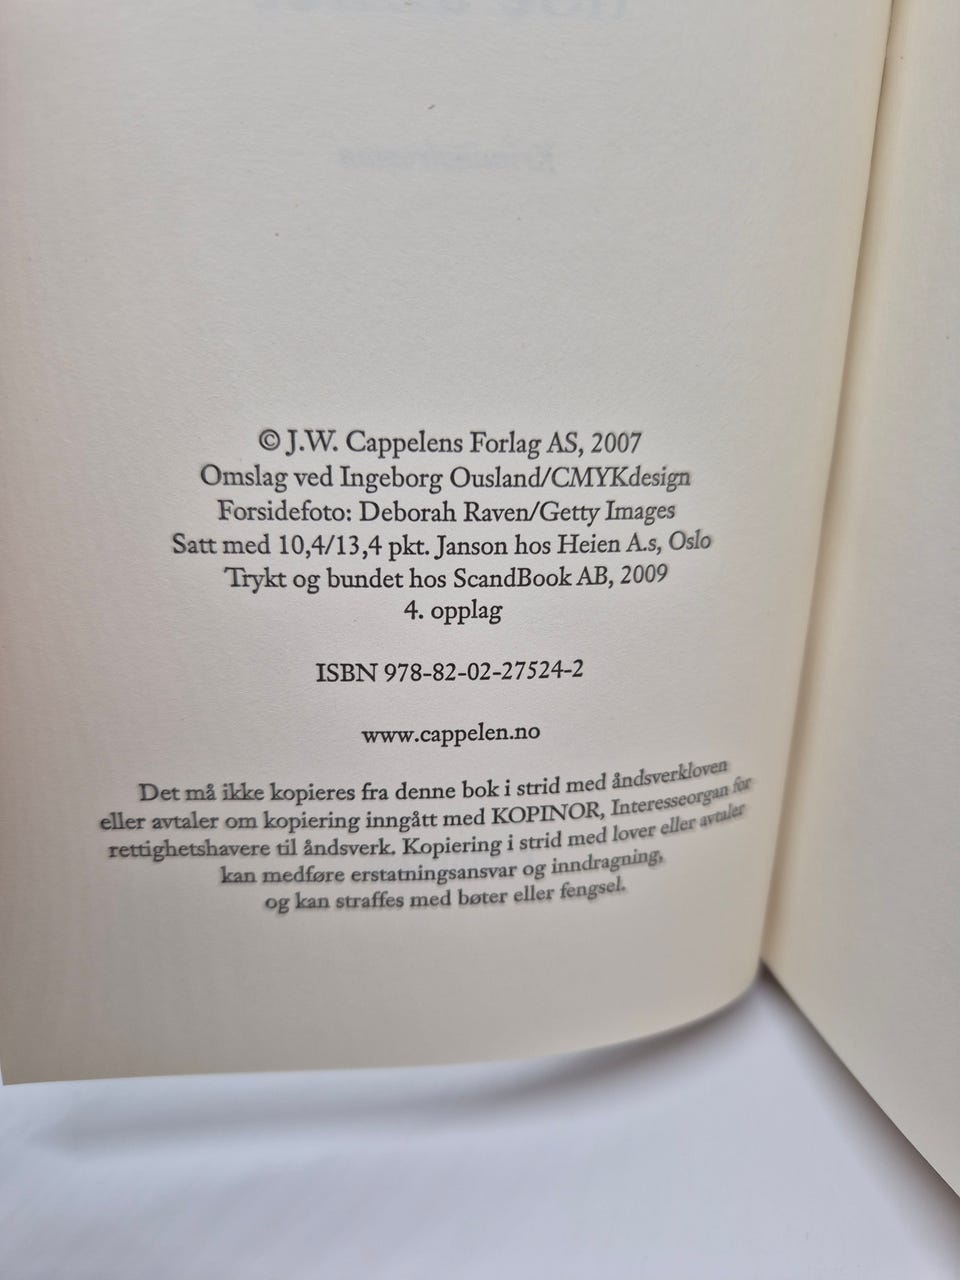 © J.W. Cappelens Forlag AS, 2007
Omslag ved Ingeborg Ousland/CMYKdesign
Forsidefoto: Deborah Raven/Getty Images
Satt med 10,4/13,4 pkt. Janson hos Heien A.s, Oslo
Trykt og bundet hos ScandBook AB, 2009
4. opplag
ISBN 978-82-02-27524-2
www.cappelen.no
Det må ikke kopieres fra denne bok i strid med åndsverkloven
eller avtaler om kopiering inngått med KOPINOR, Interesseorgan for
rettighetshavere til åndsverk. Kopiering i strid med lover eller avtaler
kan medføre erstatningsansvar og inndragning,
og kan straffes med bøter eller fengsel.